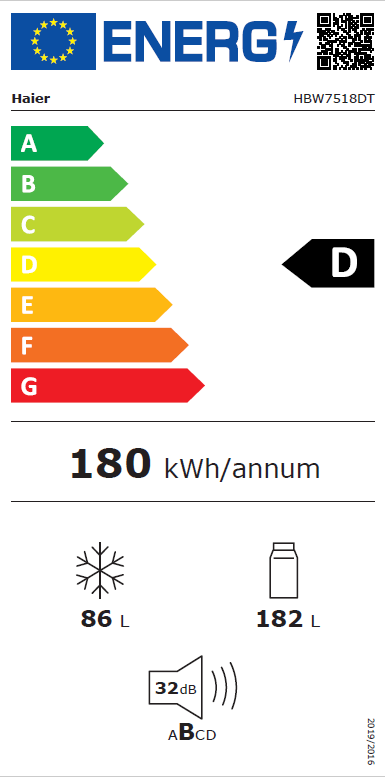 ENERG
Haier HBW7518DT
A
B
C
D
D
E
F
G
180 kWh/annum
86 L 182 L
32dB
ABCD
2019/2016